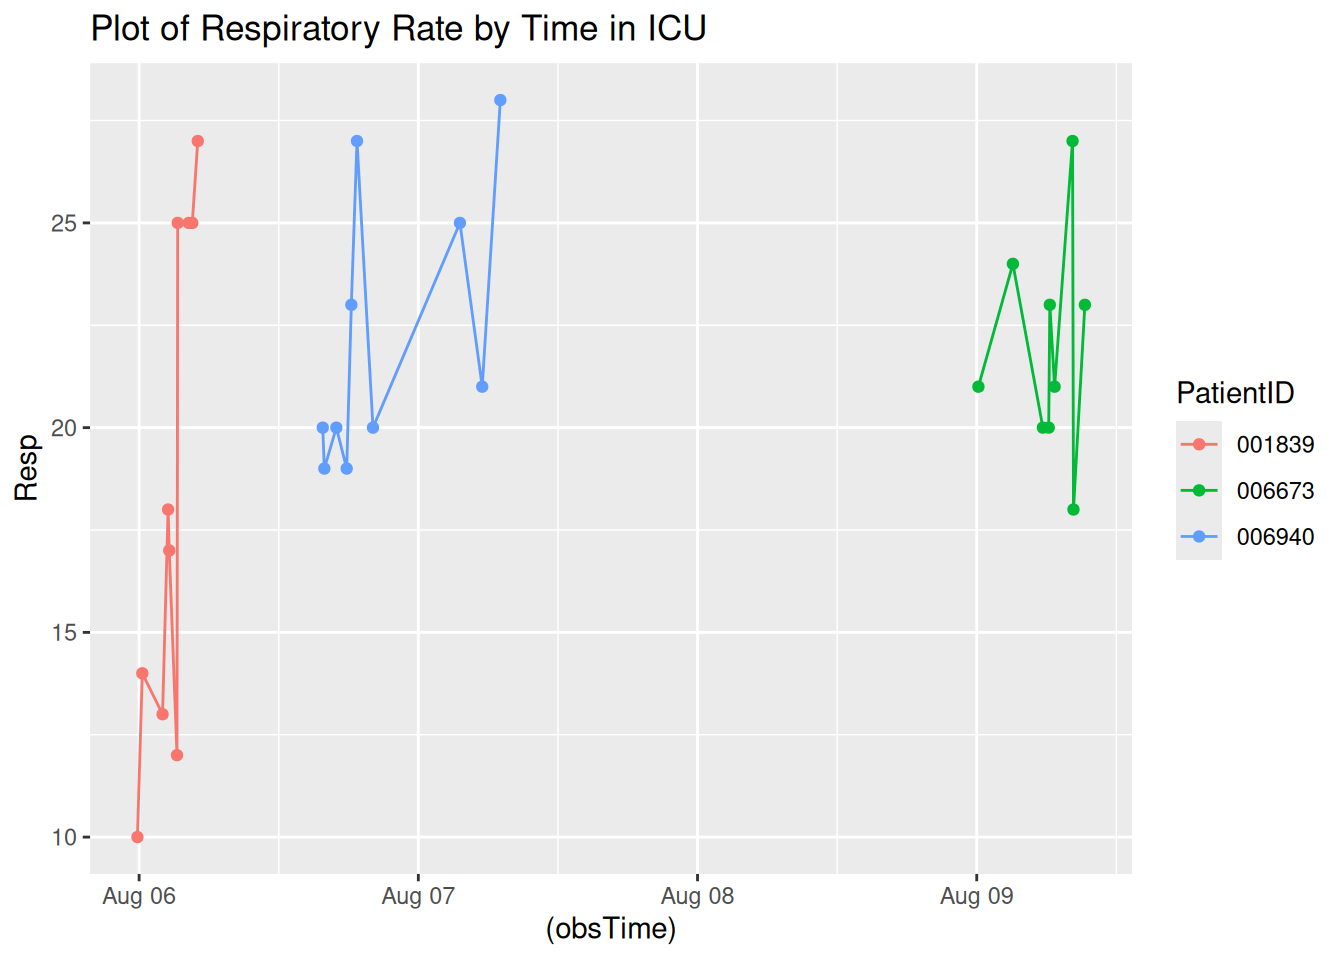 Plot of Respiratory Rate by Time in ICU
25
20
15
10
Resp
Aug 06
Aug 07
Aug 08
Aug 09
(obsTime)
PatientID
001839
006673
006940